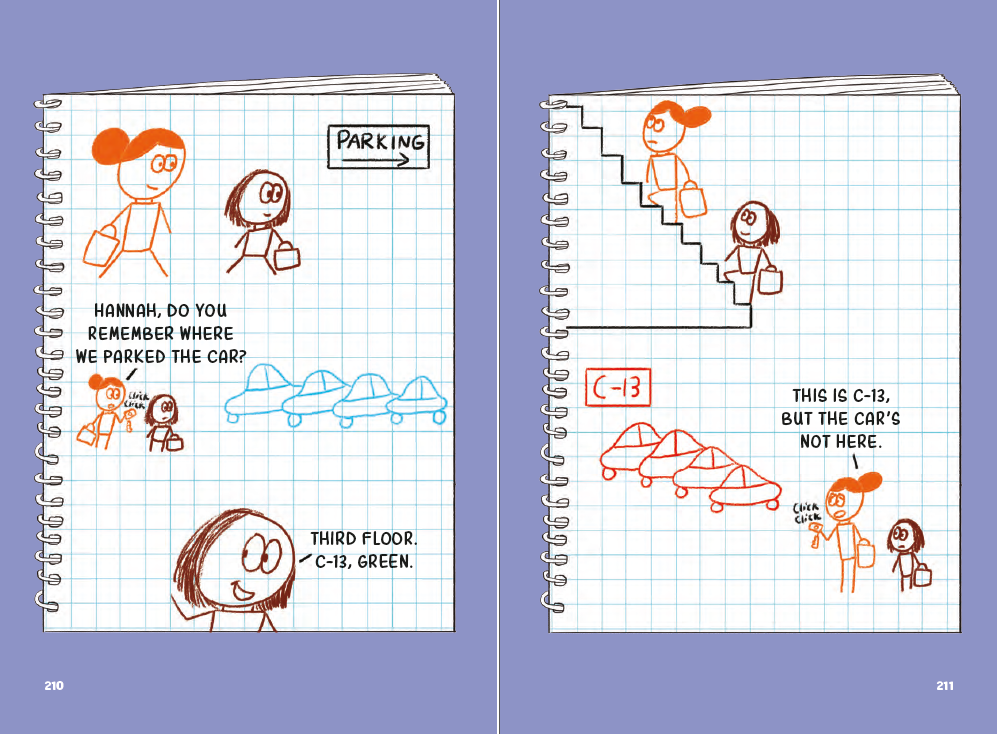 PARKING
HANNAH, DO YOU
REMEMBER WHERE
WE PARKED THE CAR?
CLICK
CLICK
THIRD FLOOR.
C-13, GREEN.
210
C-13
THIS IS C-13,
BUT THE CAR'S
NOT HERE.
CLICK
CLICK
211